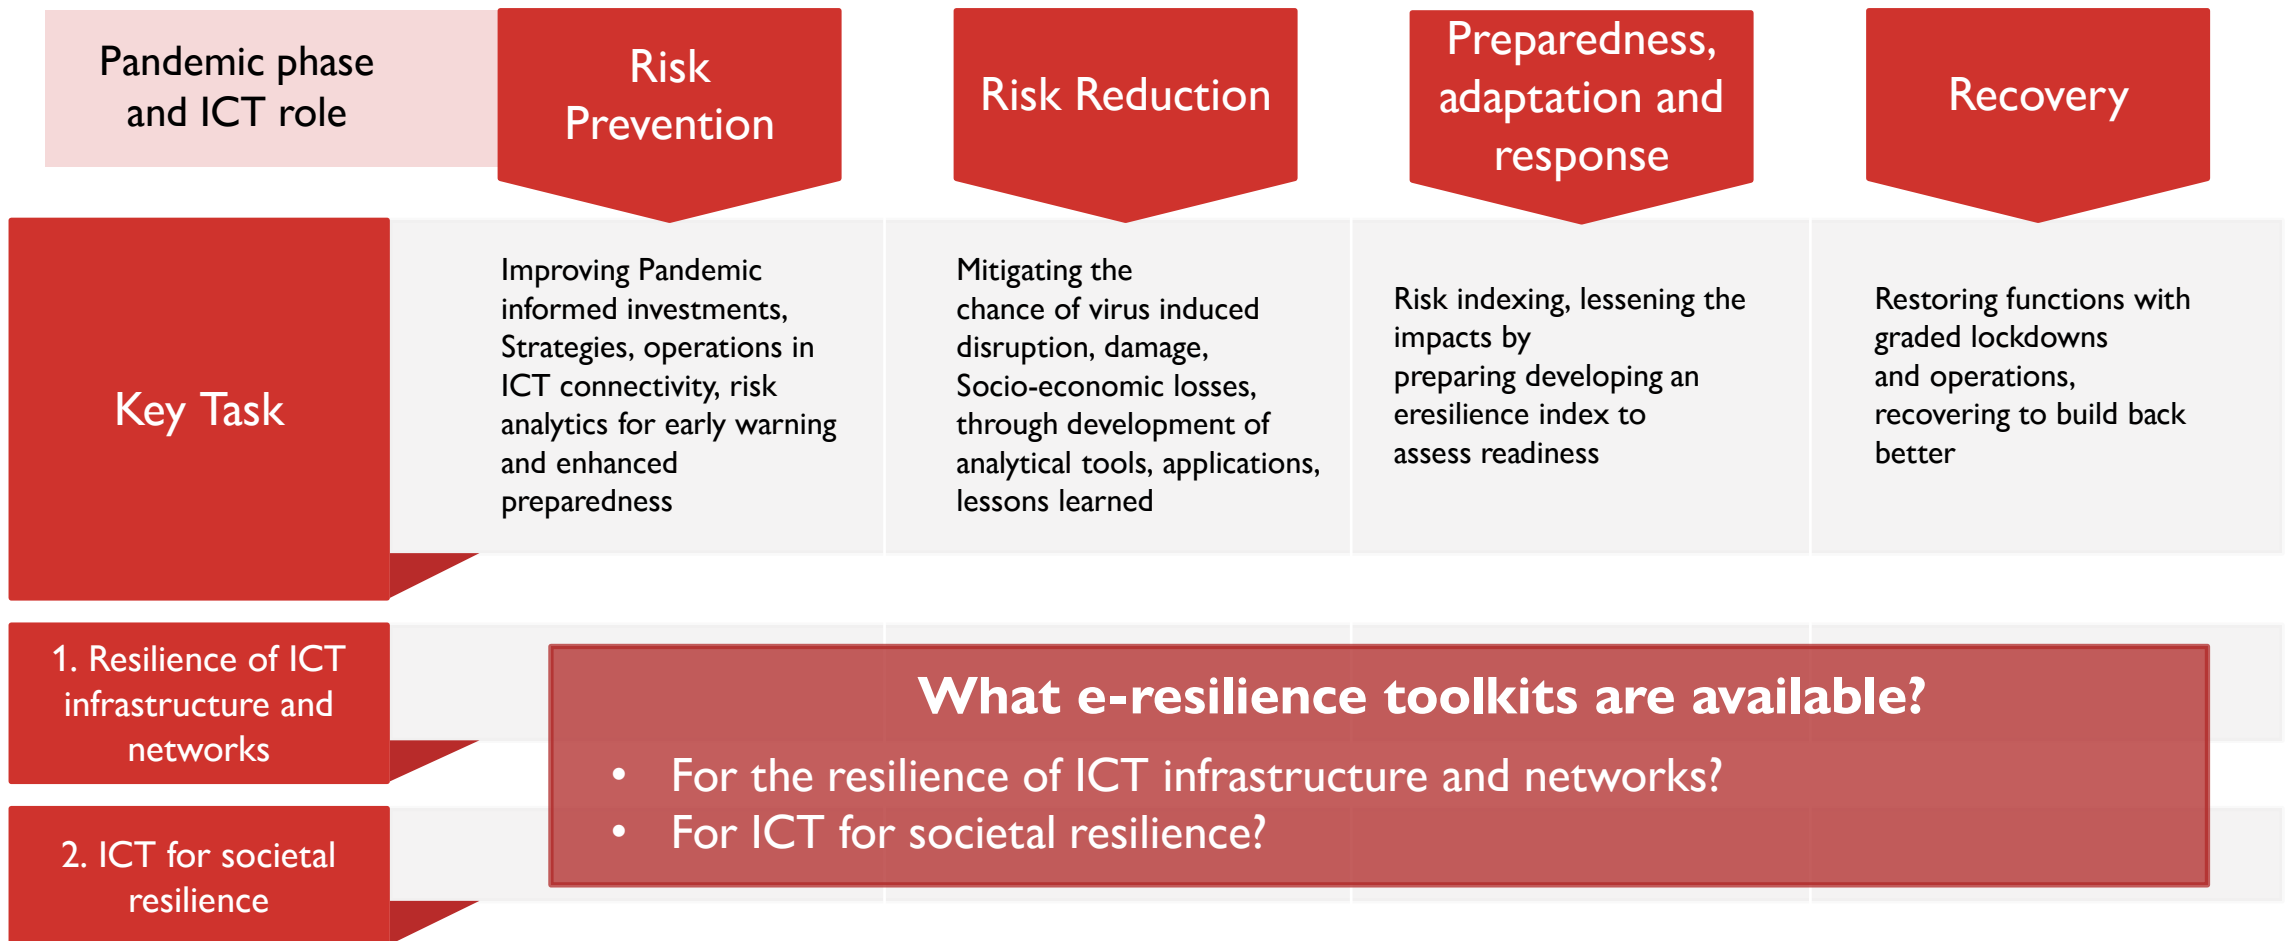 Pandemic phase
and ICT role
Risk
Prevention
Risk Reduction
Preparedness,
adaptation and
response
Recovery
Key Task
Improving Pandemic
informed investments,
Strategies, operations in
ICT connectivity, risk
analytics for early warning
and enhanced
preparedness
Mitigating the
chance of virus induced
disruption, damage,
Socio-economic losses,
through development of
analytical tools, applications,
lessons learned
Risk indexing, lessening the
impacts by
preparing developing an
eresilience index to
assess readiness
Restoring functions with
graded lockdowns
and operations,
recovering to build back
better
1. Resilience of ICT
infrastructure and
networks
What e-resilience toolkits are available?
• For the resilience of ICT infrastructure and networks?
• For ICT for societal resilience?
2. ICT for societal
resilience